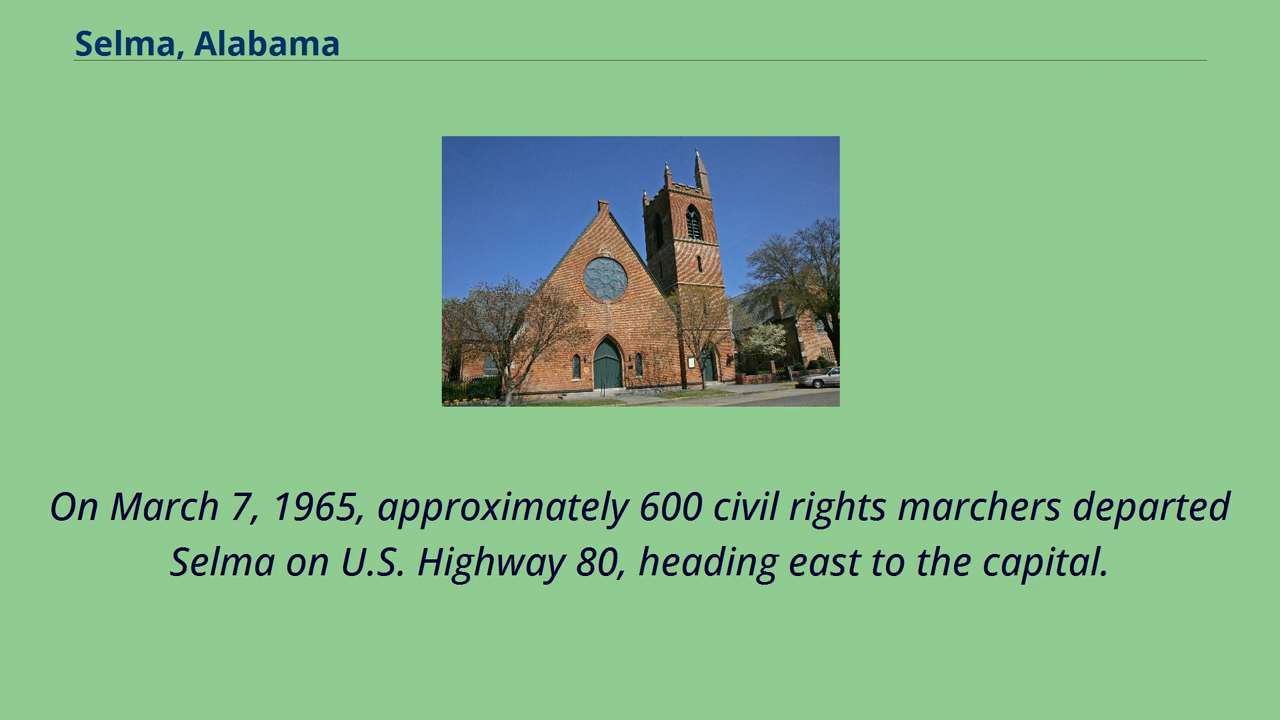 Selma, Alabama
On March 7, 1965, approximately 600 civil rights marchers departed
Selma on U.S. Highway 80, heading east to the capital.